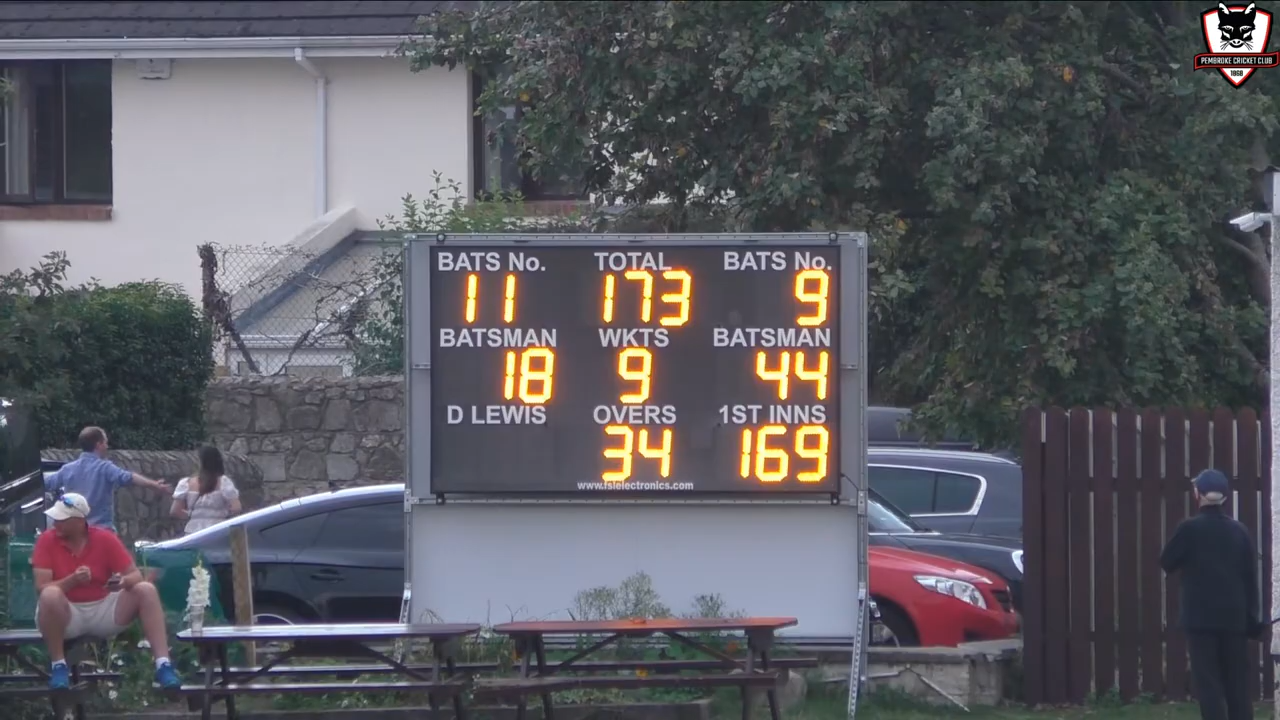 PEMBROKE CRICKET CLUB
1868
BATS No. TOTAL BATS No.
11 173 9
BATSMAN WKTS BATSMAN
18 9 44
D LEWIS OVERS 1ST INNS
34 169
www.fslelectronics.com